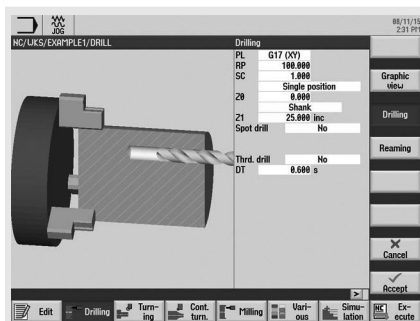 JOG
08/11/15
2:31 PM
NC/WKS/EXAMPLE1/DRILL
Drilling
PL G17 (XY)
RP 100.000
SC 1.000
Single position
Z0 0.000
Shank
Z1 25.000 inc
Spot drill No
Thrd. drill No
DT 0.600 s
Graphic
view
Drilling
Reaming
Cancel
Accept
Edit
Drilling
Turn-
ing
Cont.
turn.
Milling
Vari-
ous
Simu-
lation
NC
Ex-
ecute